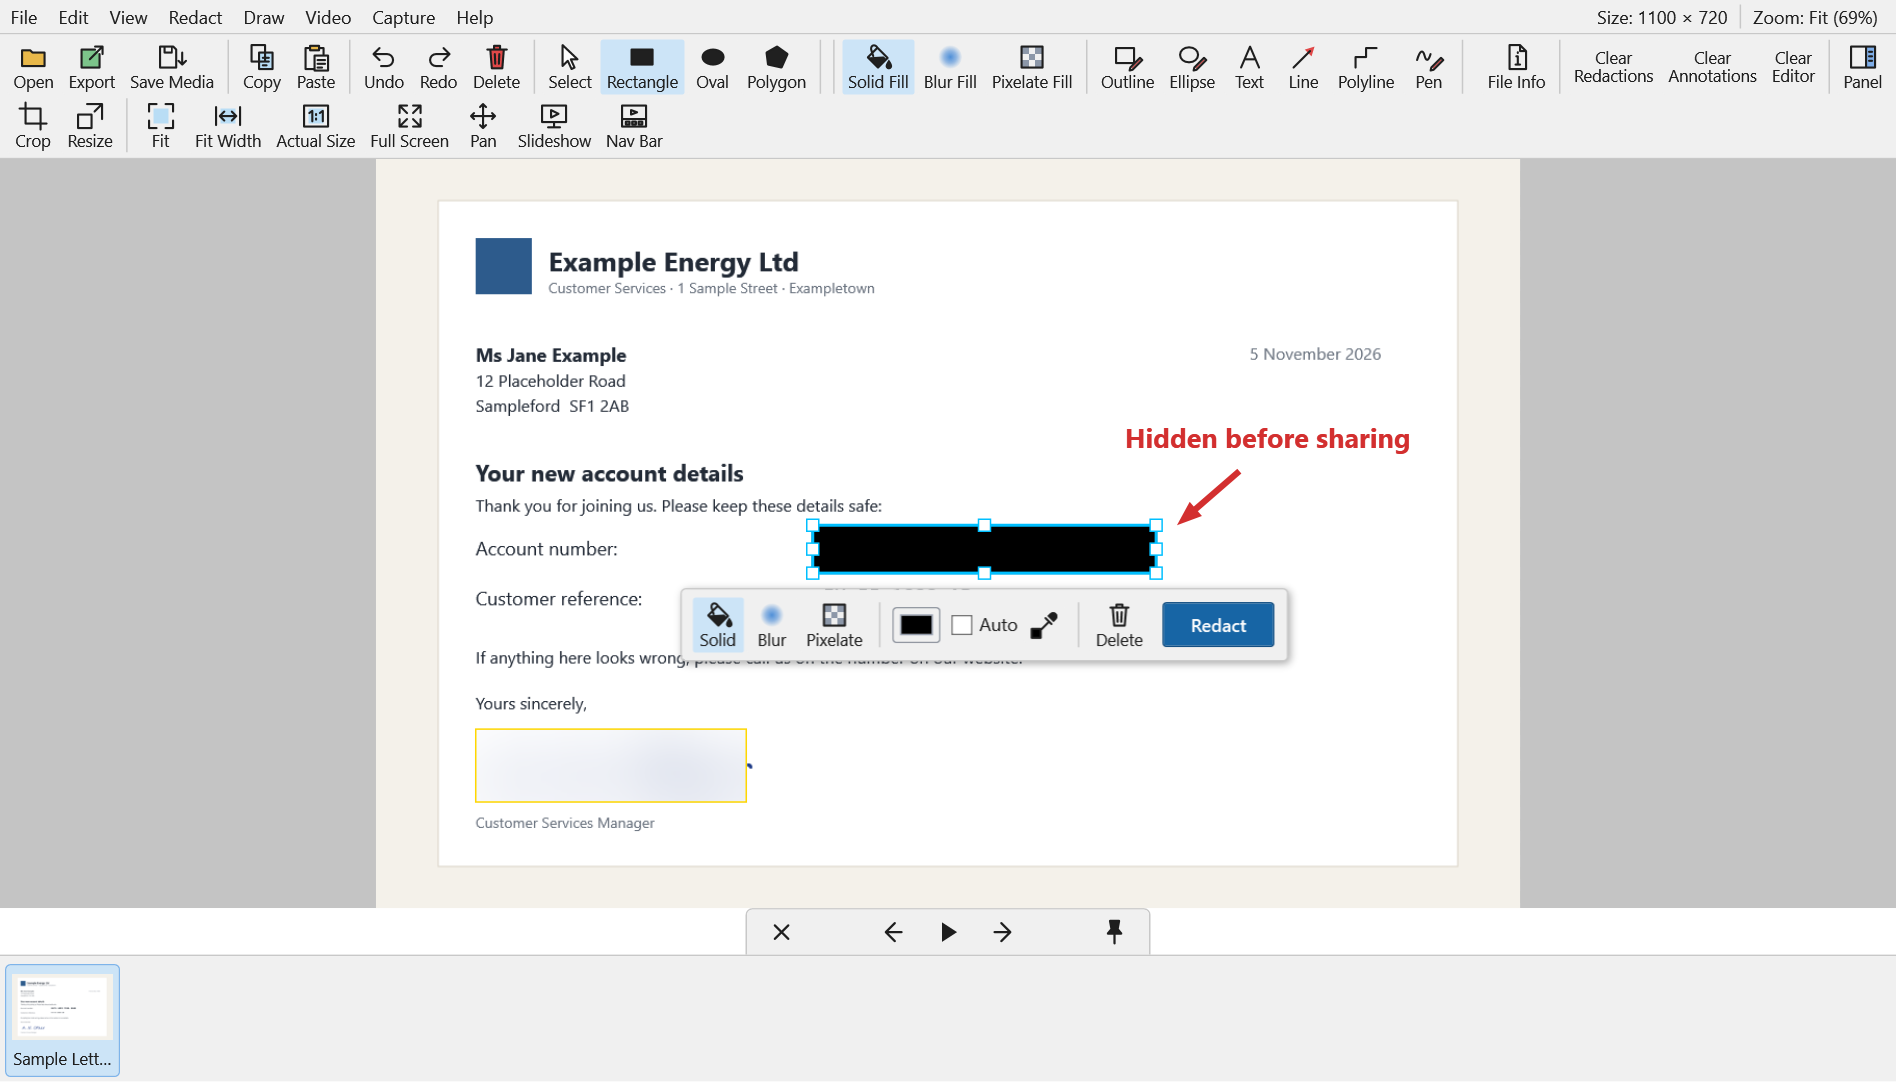 File Edit View Redact Draw Video Capture Help
Size: 1100 × 720 Zoom: Fit (69%)
Open Export Save Media Copy Paste Undo Redo Delete Select Rectangle Oval Polygon Solid Fill Blur Fill Pixelate Fill Outline Ellipse Text Line Polyline Pen File Info Clear Redactions Clear Annotations Clear Editor Panel
Crop Resize Fit Fit Width 1:1 Actual Size Full Screen Pan Slideshow Nav Bar
Example Energy Ltd
Customer Services · 1 Sample Street · Exampletown
Ms Jane Example
5 November 2026
12 Placeholder Road
Sampleford SF1 2AB
Hidden before sharing
Your new account details
Thank you for joining us. Please keep these details safe:
Account number:
Customer reference:
Solid Blur Pixelate Auto Delete Redact
If anything here looks wrong,
Yours sincerely,
Customer Services Manager
Sample Lett...